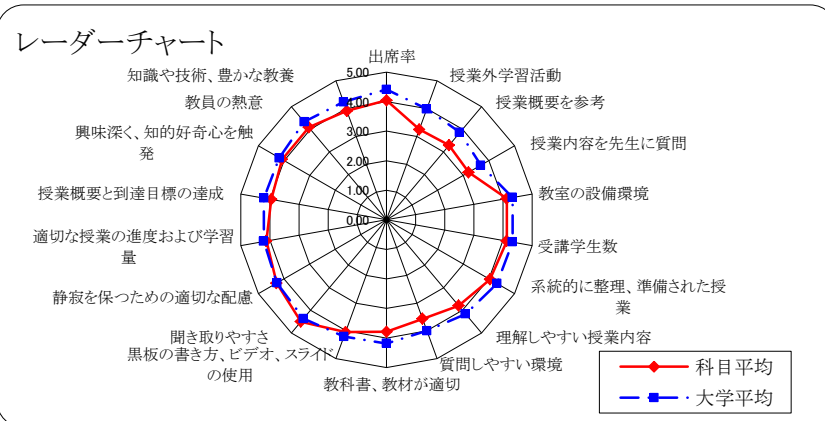 レーダーチャート
出席率
授業外学習活動
授業概要を参考
授業内容を先生に質問
教室の設備環境
受講学生数
系統的に整理、準備された授
業
理解しやすい授業内容
質問しやすい環境
教科書、教材が適切
黒板の書き方、ビデオ、スライド
の使用
聞き取りやすさ
静寂を保つための適切な配慮
適切な授業の進度および学習
量
授業概要と到達目標の達成
興味深く、知的好奇心を触
発
教員の熱意
知識や技術、豊かな教養
5.00
4.00
3.00
2.00
1.00
0.00
科目平均
大学平均